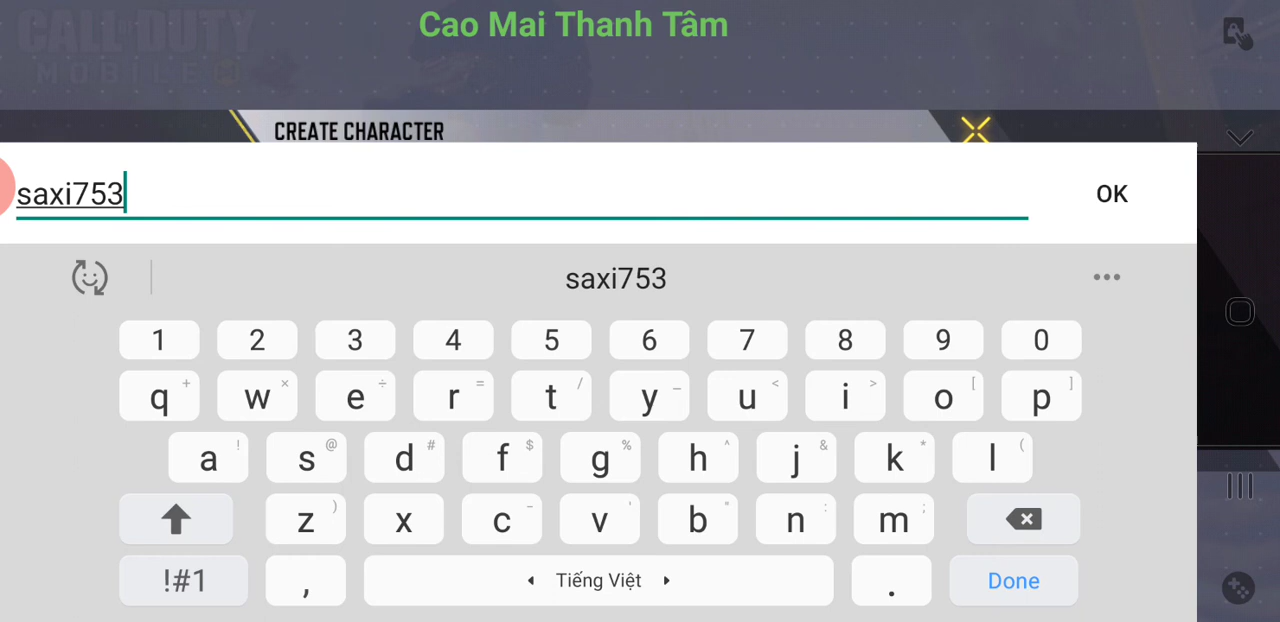 CALL OF DUTY
MOBILE
Cao Mai Thanh Tâm
CREATE CHARACTER
saxi753
OK
saxi753
1 2 3 4 5 6 7 8 9 0
q + w × e ÷ r = t / y _ u < i > o [ p ]
a ! s @ d # f $ g % h ^ j & k * l (
z ) x c - v ' b " n : m ;
!#1 , Tiếng Việt . Done